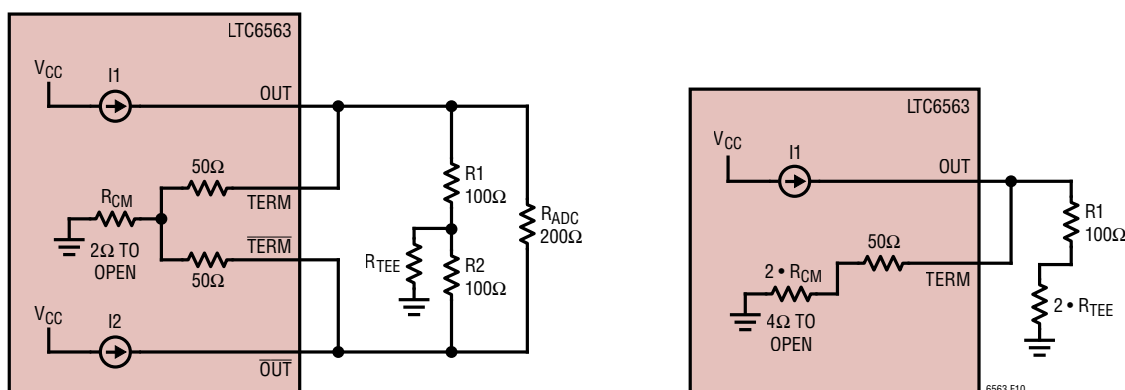 LTC6563
VCC
I1
OUT
50Ω
TERM
RCM
2Ω TO
OPEN
TERM
50Ω
VCC
I2
OUT
R1
100Ω
RTEE
R2
100Ω
RADC
200Ω
LTC6563
VCC
I1
OUT
50Ω
TERM
2 • RCM
4Ω TO
OPEN
R1
100Ω
2 • RTEE
6563 F10